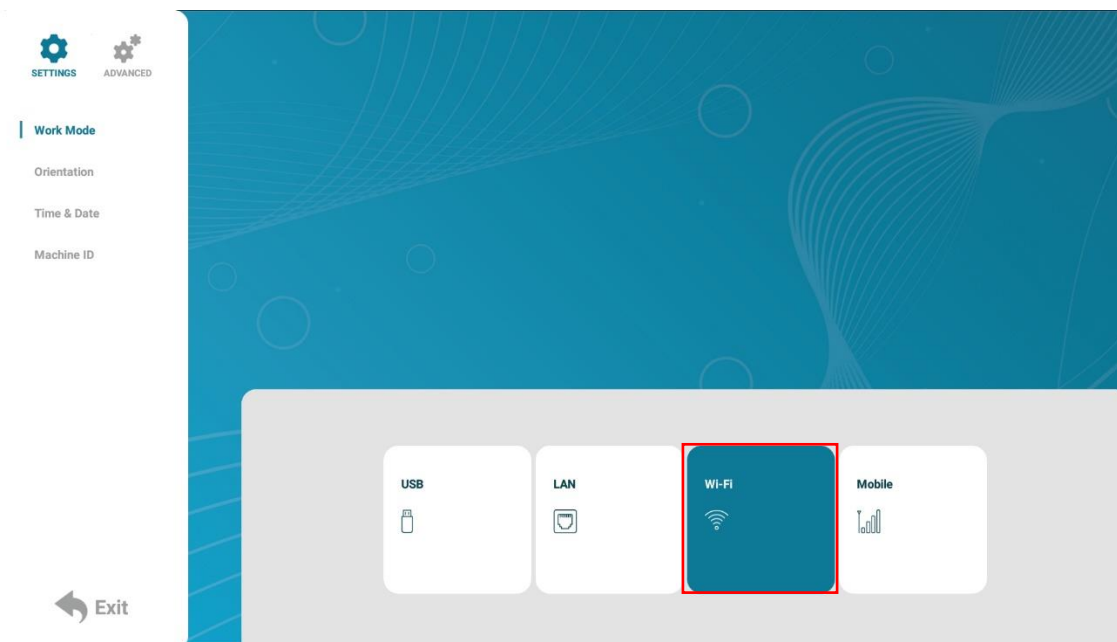 SETTINGS ADVANCED
Work Mode
Orientation
Time & Date
Machine ID
USB LAN Wi-Fi Mobile
Exit